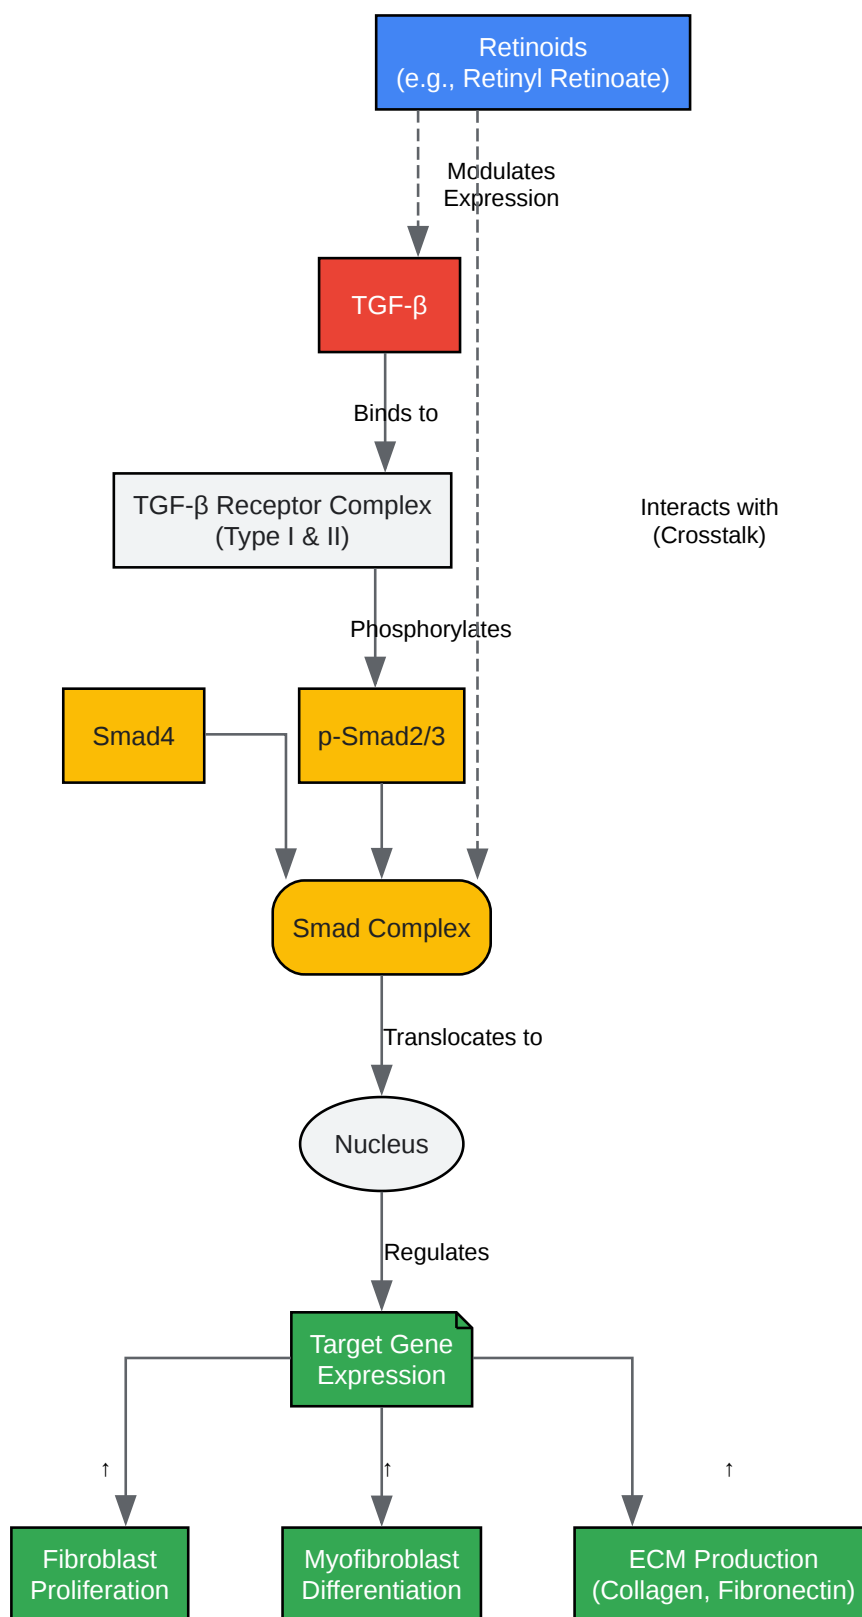 Retinoids
(e.g., Retinyl Retinoate)
Modulates
Expression
TGF-β
Binds to
TGF-β Receptor Complex
(Type I & II)
Interacts with
(Crosstalk)
Phosphorylates
Smad4
p-Smad2/3
Smad Complex
Translocates to
Nucleus
Regulates
Target Gene
Expression
↑
↑
↑
Fibroblast
Proliferation
Myofibroblast
Differentiation
ECM Production
(Collagen, Fibronectin)